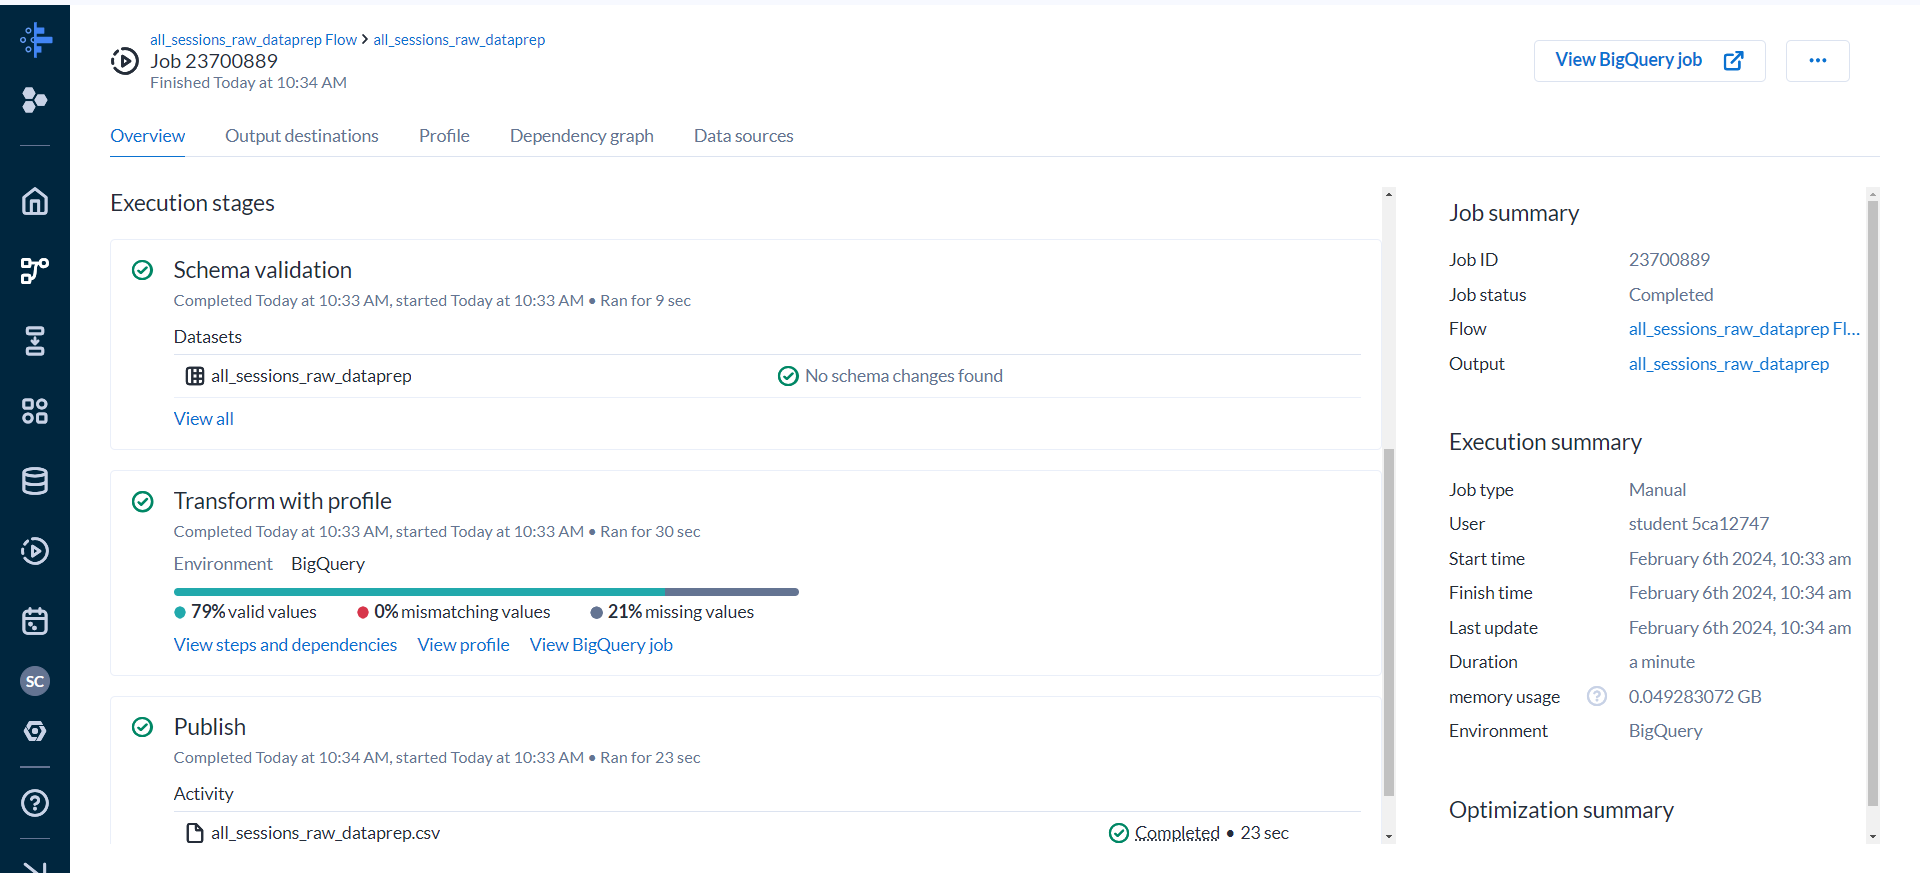 all_sessions_raw_dataprep Flow > all_sessions_raw_dataprep
Job 23700889
Finished Today at 10:34 AM
View BigQuery job
...
Overview Output destinations Profile Dependency graph Data sources
Execution stages
Schema validation
Completed Today at 10:33 AM, started Today at 10:33 AM • Ran for 9 sec
Datasets
all_sessions_raw_dataprep No schema changes found
View all
Transform with profile
Completed Today at 10:33 AM, started Today at 10:33 AM • Ran for 30 sec
Environment BigQuery
79% valid values 0% mismatching values 21% missing values
View steps and dependencies View profile View BigQuery job
Publish
Completed Today at 10:34 AM, started Today at 10:33 AM • Ran for 23 sec
Activity
all_sessions_raw_dataprep.csv Completed • 23 sec
Job summary
Job ID 23700889
Job status Completed
Flow all_sessions_raw_dataprep Fl...
Output all_sessions_raw_dataprep
Execution summary
Job type Manual
User student 5ca12747
Start time February 6th 2024, 10:33 am
Finish time February 6th 2024, 10:34 am
Last update February 6th 2024, 10:34 am
Duration a minute
memory usage ? 0.049283072 GB
Environment BigQuery
Optimization summary
SC
?